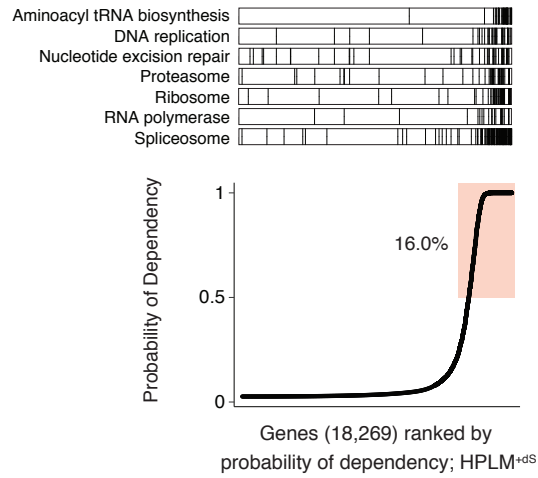 Aminoacyl tRNA biosynthesis
DNA replication
Nucleotide excision repair
Proteasome
Ribosome
RNA polymerase
Spliceosome
Probability of Dependency
1
0.5
0
16.0%
Genes (18,269) ranked by
probability of dependency; HPLM+dS